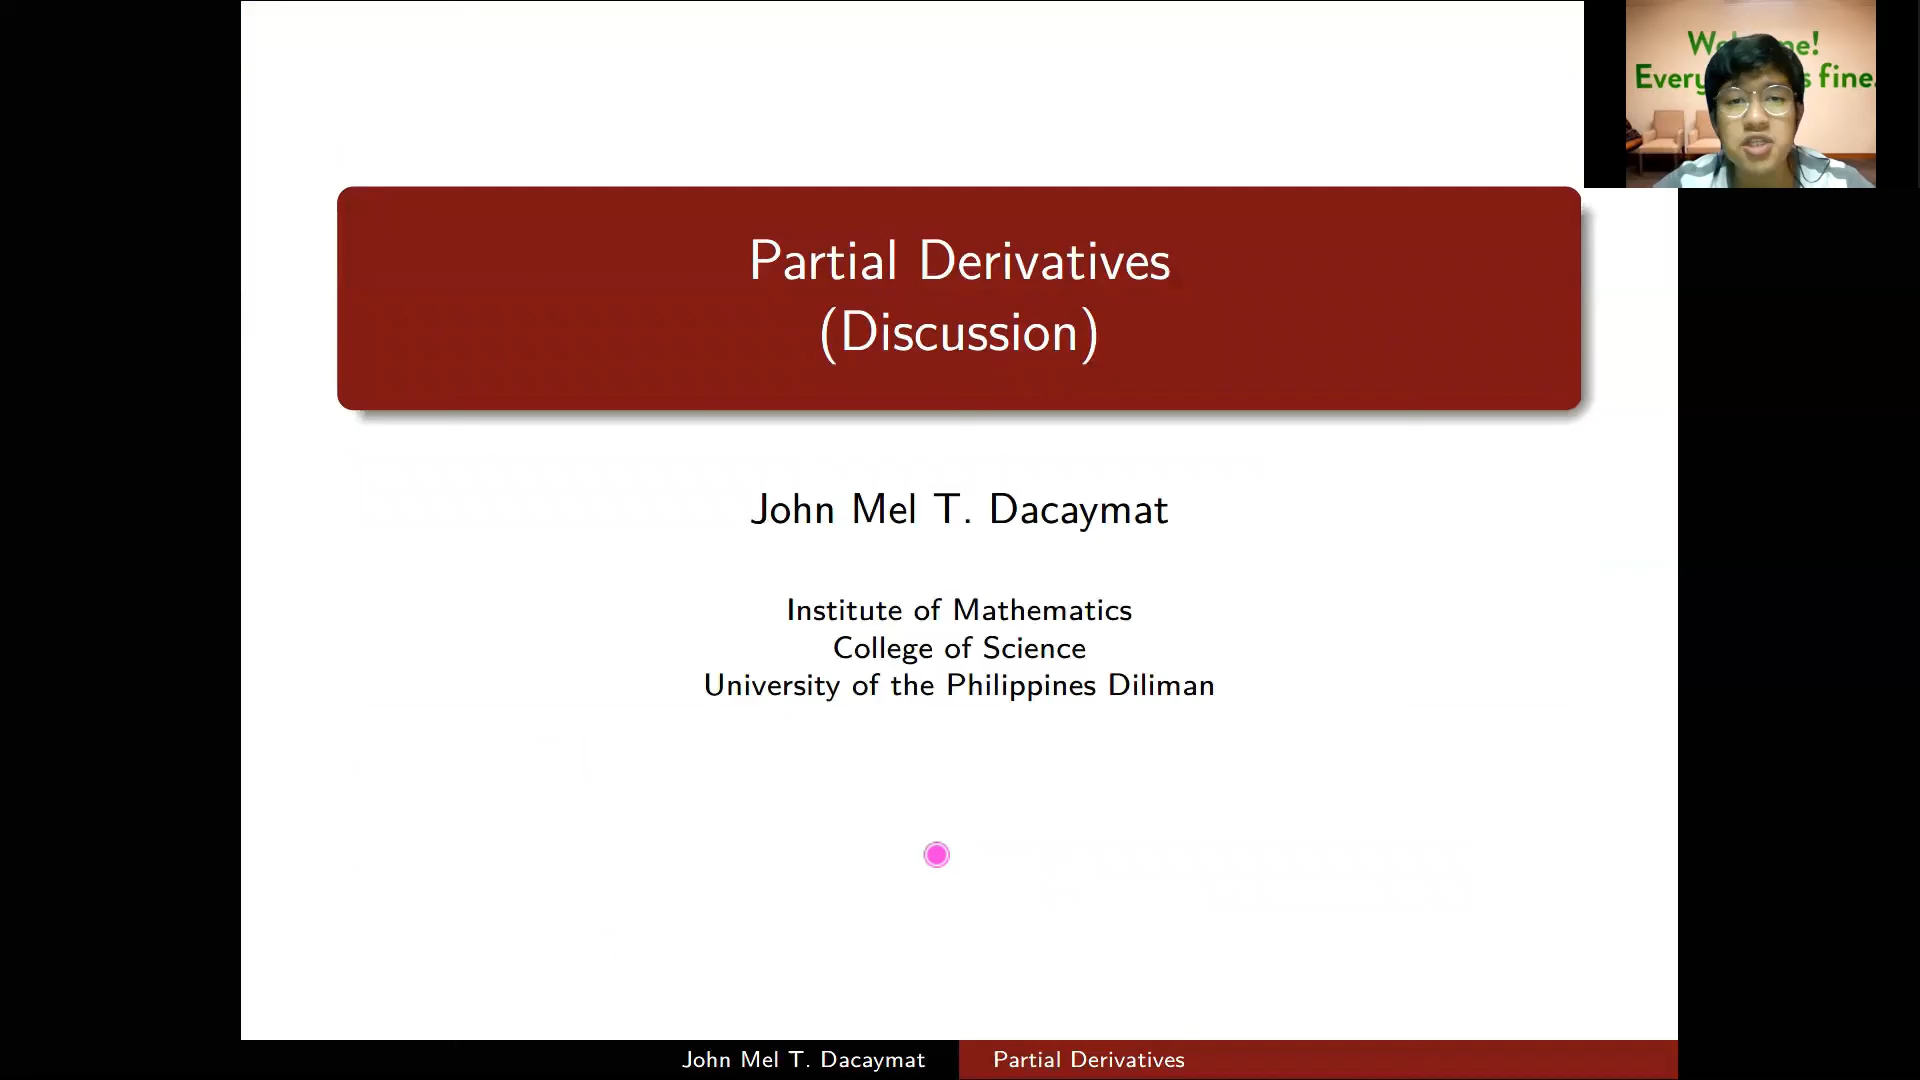 Partial Derivatives
(Discussion)
John Mel T. Dacaymat
Institute of Mathematics
College of Science
University of the Philippines Diliman
John Mel T. Dacaymat
Partial Derivatives
fine.